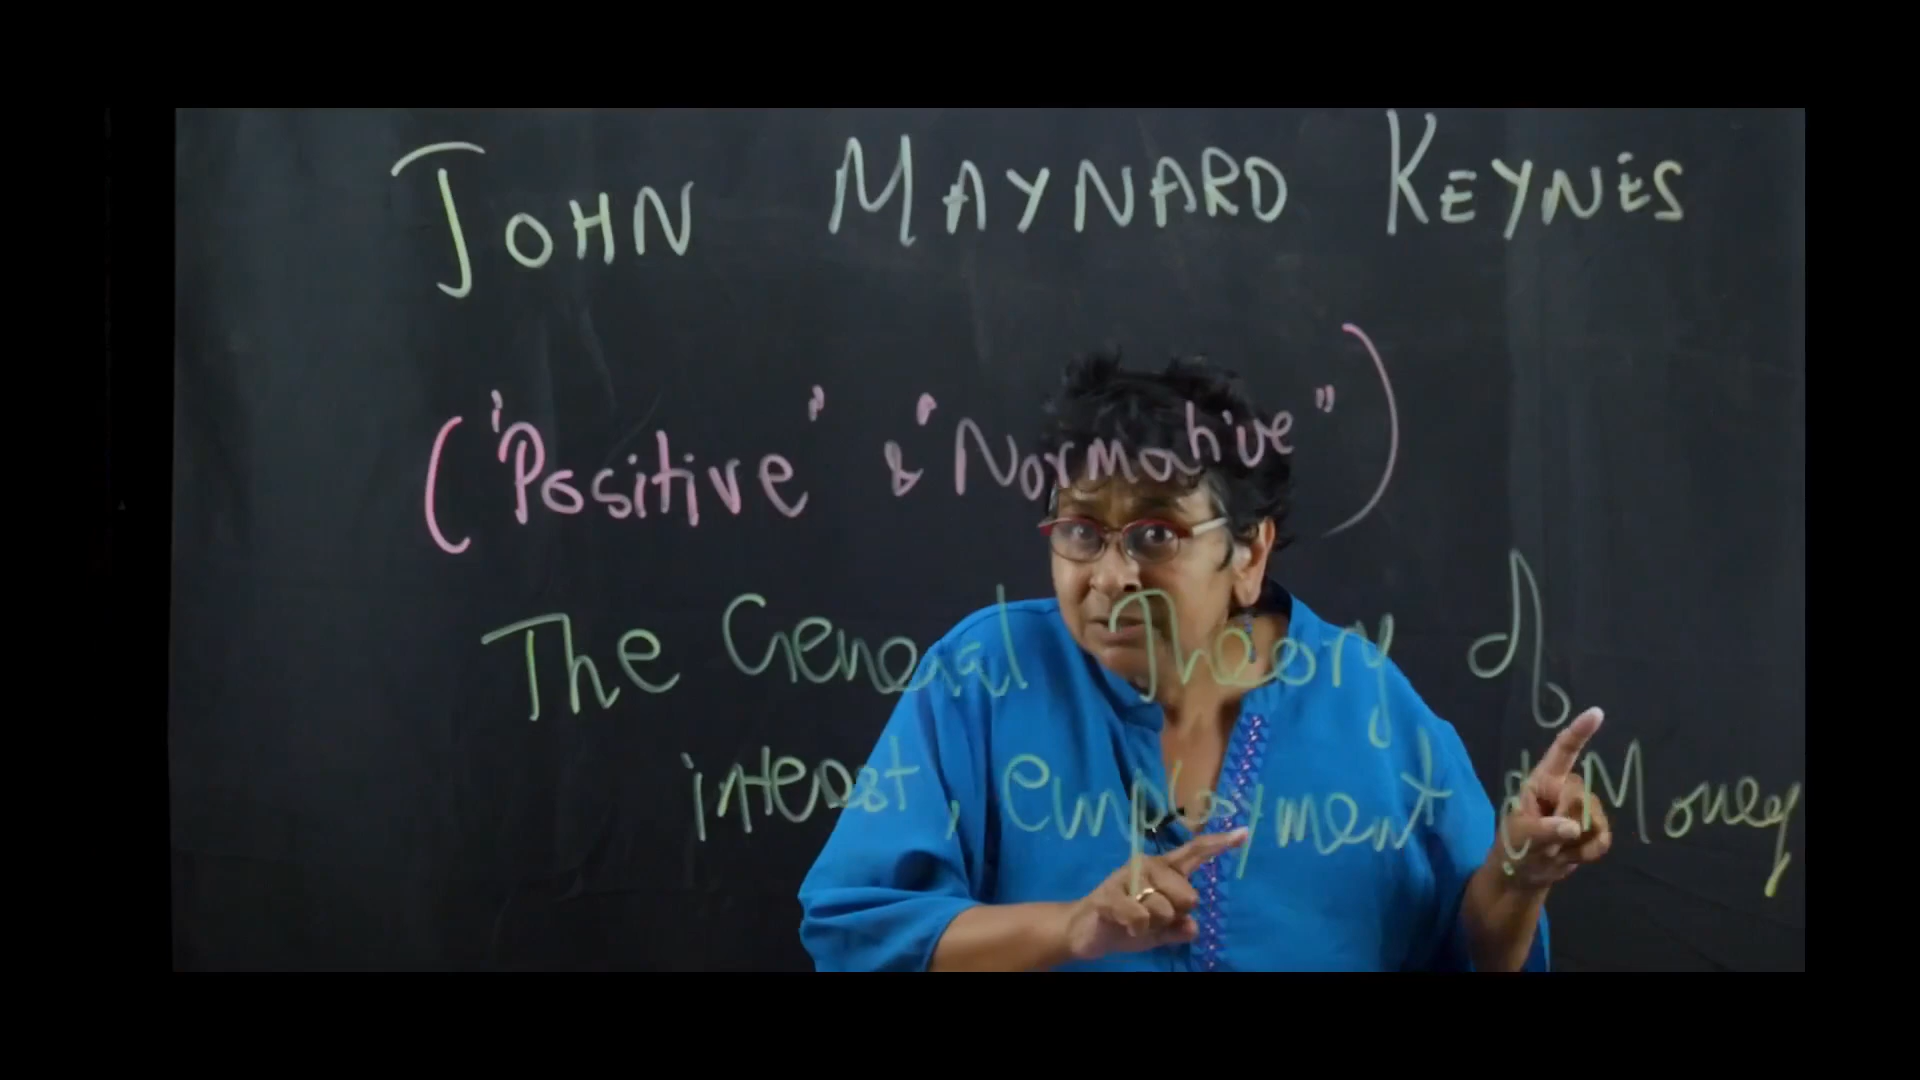 JOHN MAYNARD KEYNES
("Positive" & "Normative")
The General Theory of
interest, employment & Money